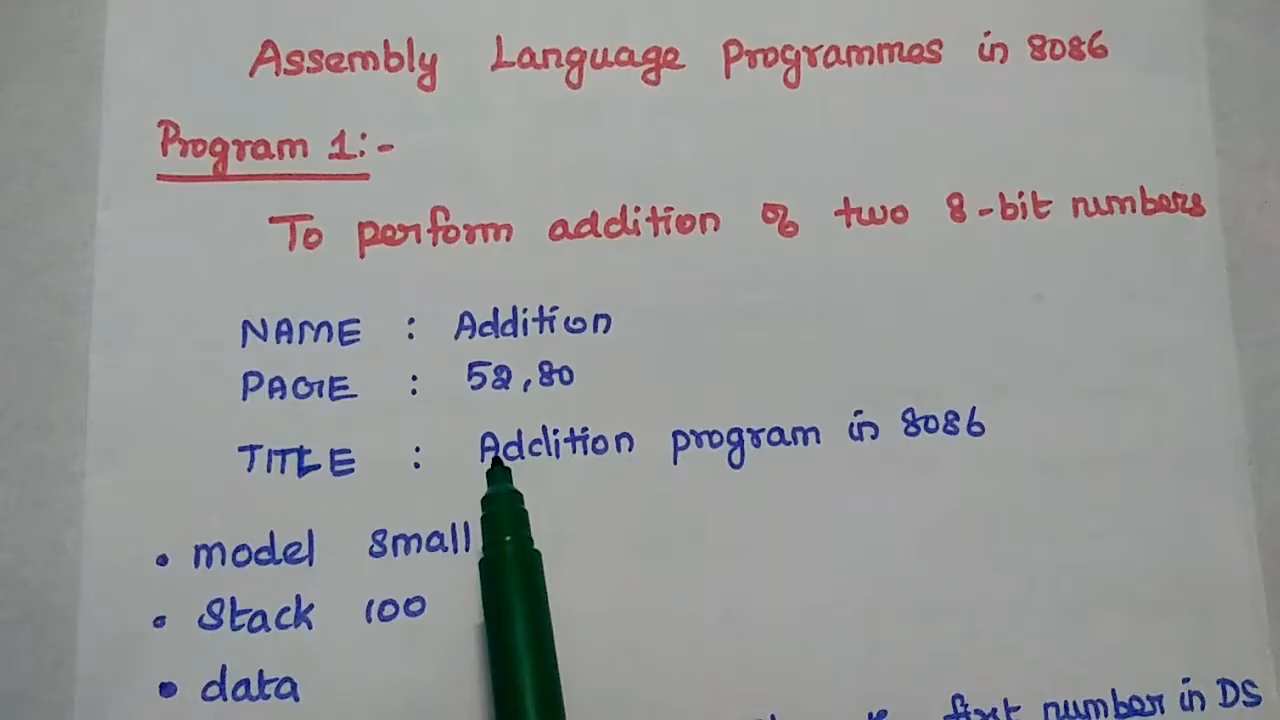 Assembly Language Programmes in 8086
Program 1:-
To perform addition of two 8-bit numbers
NAME : Addition
PAGE : 52,80
TITLE : Addition program in 8086
. model small
. Stack 100
. data
first number in DS